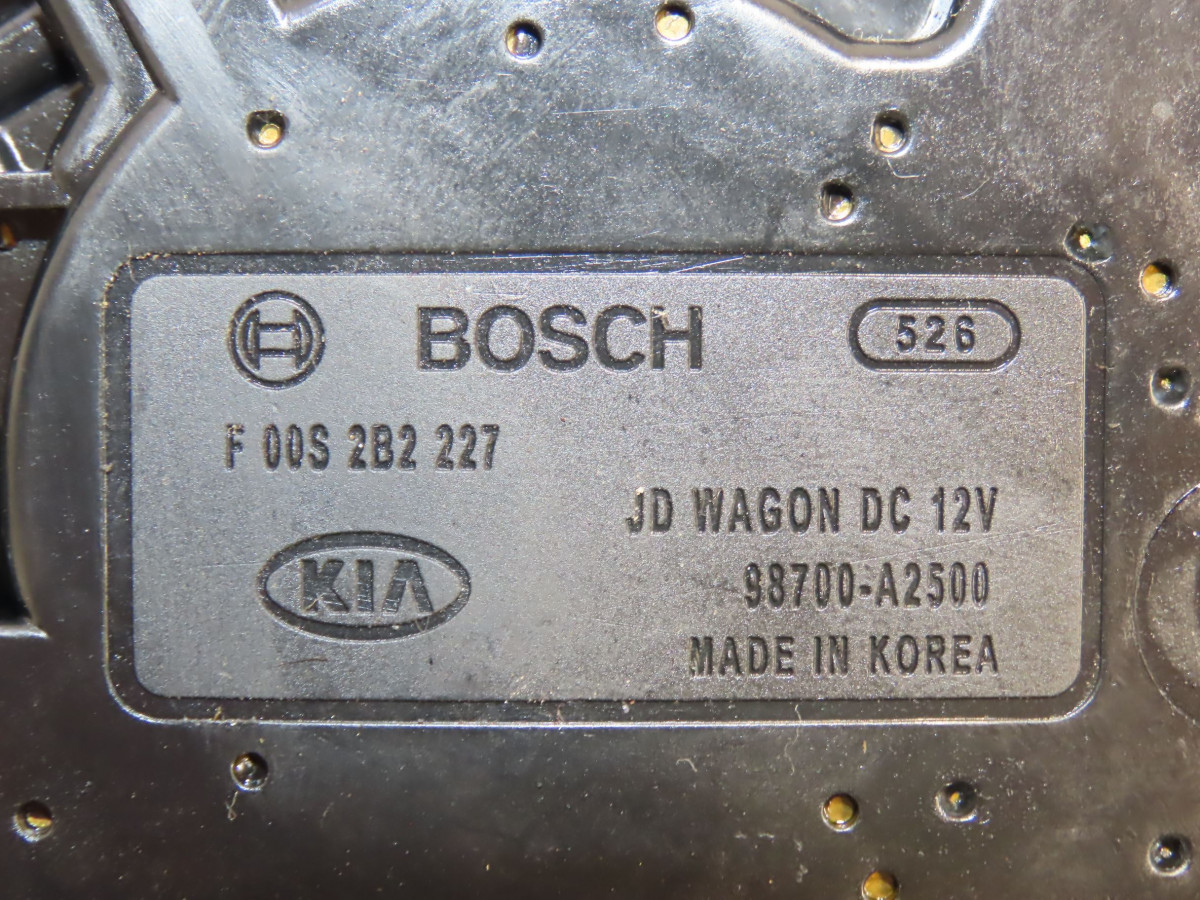 BOSCH 526
F 00S 2B2 227
JD WAGON DC 12V
KIA 98700-A2500
MADE IN KOREA